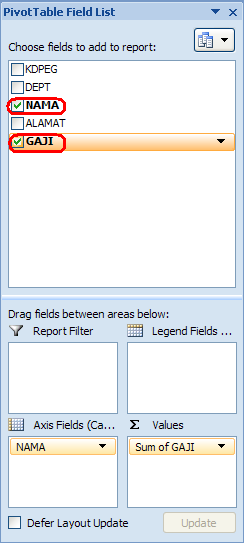 PivotTable Field List
Choose fields to add to report:
KDPEG
DEPT
NAMA
ALAMAT
GAJI
Drag fields between areas below:
Report Filter
Legend Fields ...
Axis Fields (Ca...
Σ Values
NAMA
Sum of GAJI
Defer Layout Update
Update